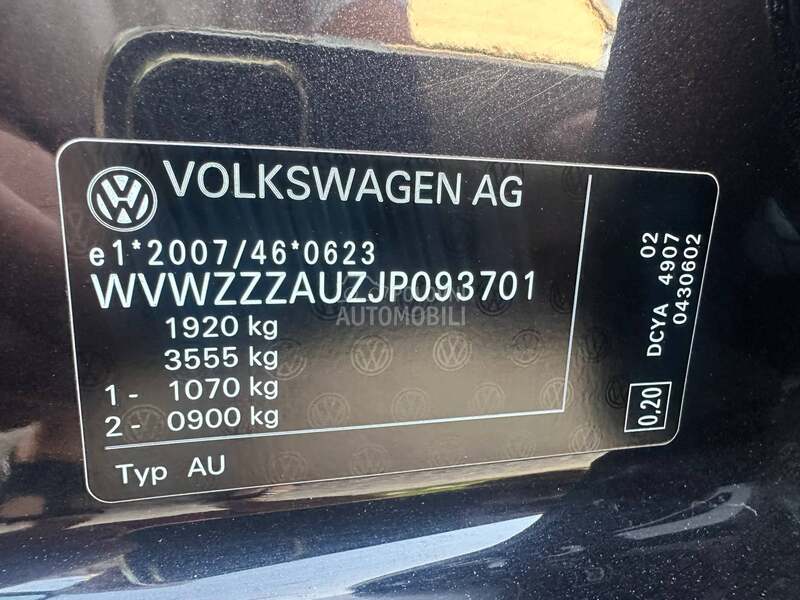 VOLKSWAGEN AG
e1*2007/46*0623
WVWZZZAUZJP093701
1920 kg
3555 kg
1 - 1070 kg
2 - 0900 kg
Typ AU
02
DCYA 4907
0430602
0,20
AUTOMOBILI